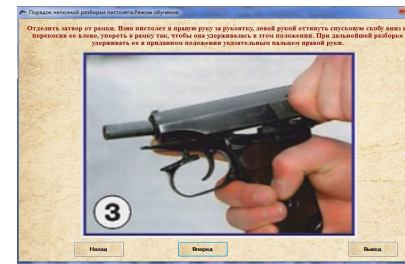 Порядок неполной разборки пистолета.Режим обучение
Отделить затвор от рамки. Взяв пистолет в правую руку за рукоятку, левой рукой оттянуть спусковую скобу вниз и
перекосив ее влево, упереть в рамку так, чтобы она удерживалась в этом положении. При дальнейшей разборке
удерживать ее в приданном положении указательным пальцем правой руки.
3
Назад Вперед Выход